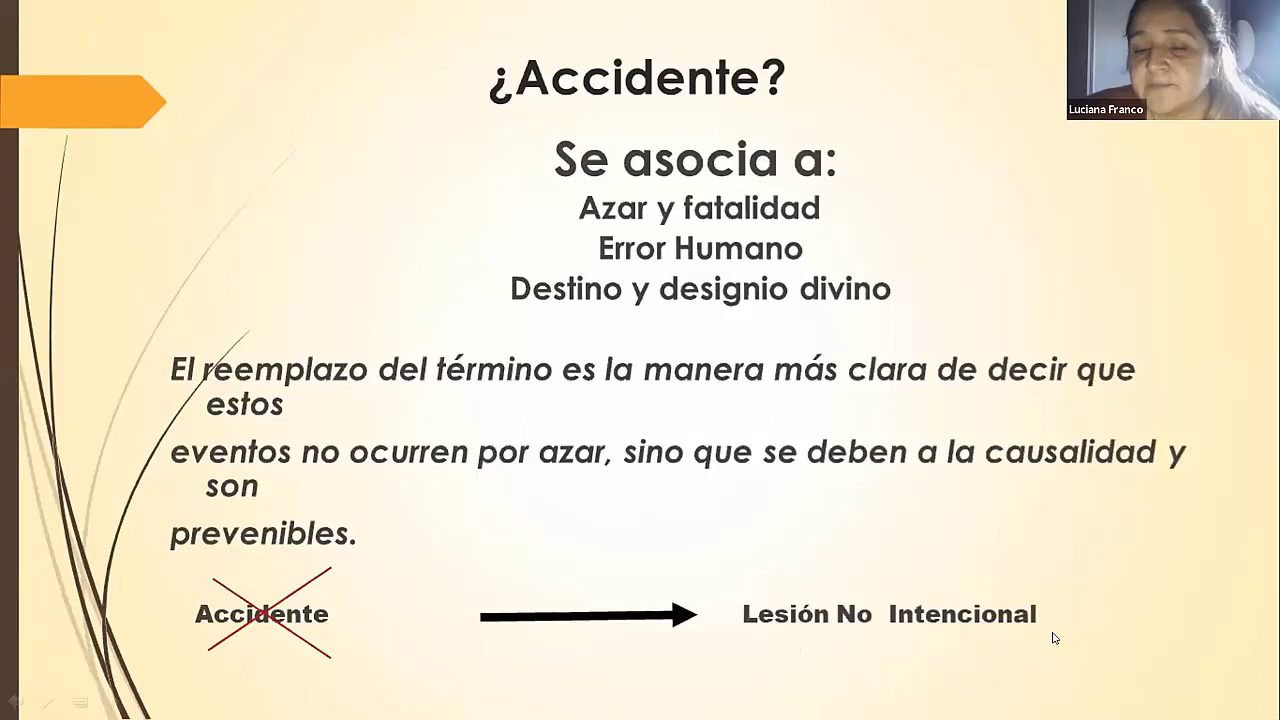 ¿Accidente?
Luciana Franco
Se asocia a:
Azar y fatalidad
Error Humano
Destino y designio divino
El reemplazo del término es la manera más clara de decir que
estos
eventos no ocurren por azar, sino que se deben a la causalidad y
son
prevenibles.
Accidente
Lesión No Intencional